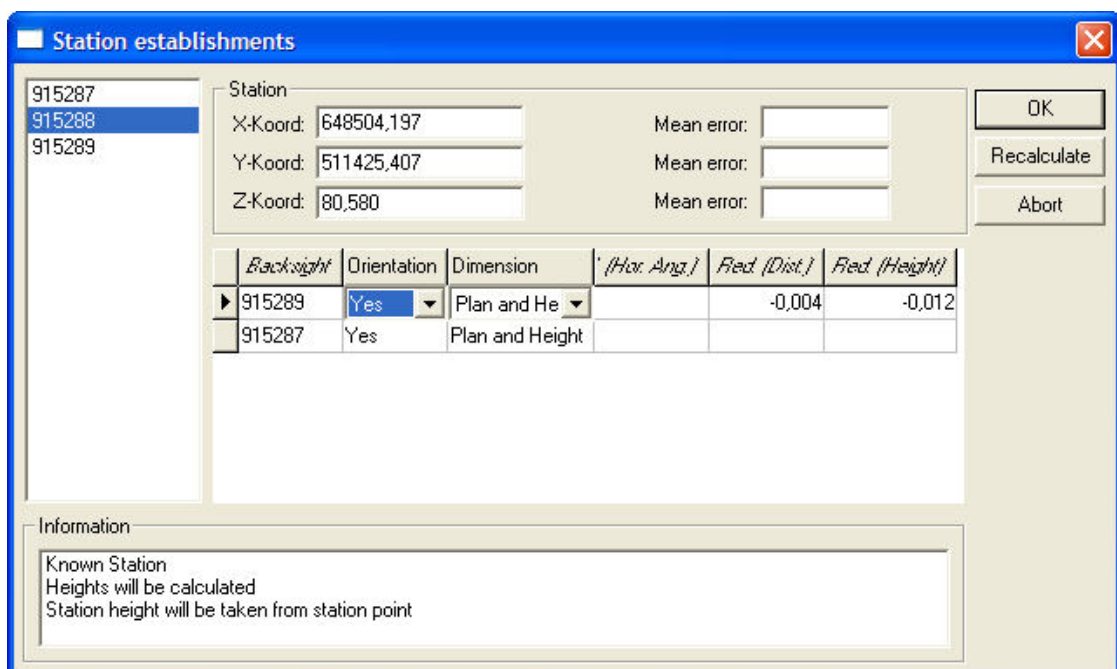 Station establishments
915287
915288
915289
Station
X-Koord: 648504,197 Mean error:
Y-Koord: 511425,407 Mean error:
Z-Koord: 80,580 Mean error:
OK
Recalculate
Abort
Backsight Orientation Dimension ' (Hor. Ang.) Red. (Dist.) Red. (Height)
915289 Yes Plan and He -0,004 -0,012
915287 Yes Plan and Height
Information
Known Station
Heights will be calculated
Station height will be taken from station point